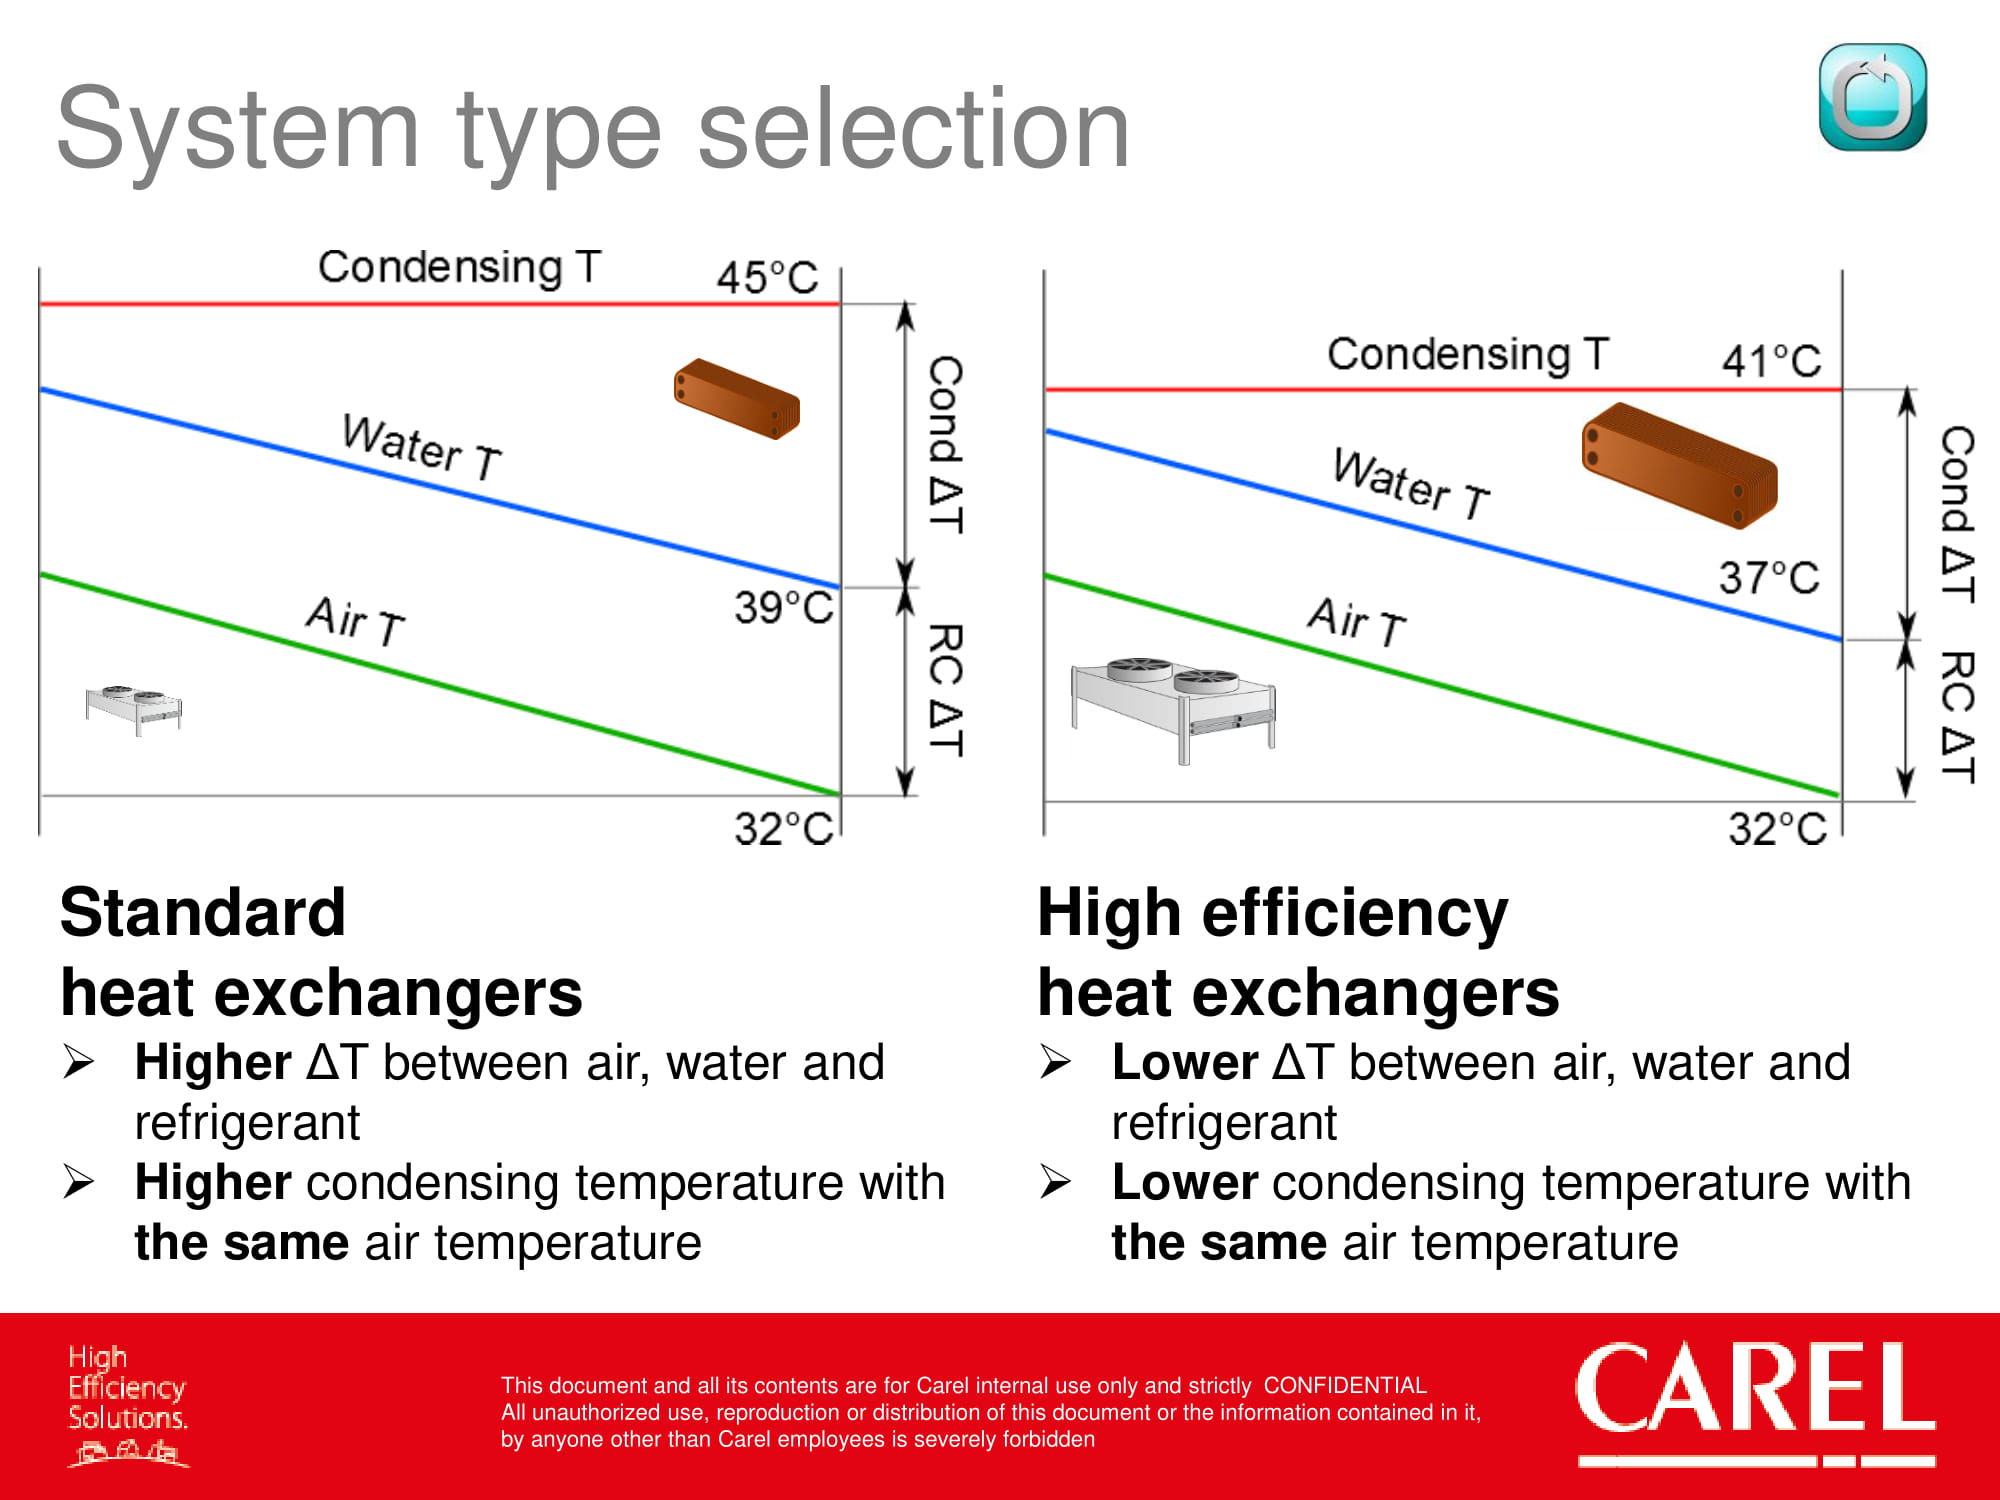 System type selection
Condensing T 45°C
Water T
Air T
39°C
32°C
Cond ΔT
RC ΔT
Condensing T 41°C
Water T
37°C
Air T
32°C
Cond ΔT
RC ΔT
Standard
heat exchangers
➢ Higher ΔT between air, water and
refrigerant
➢ Higher condensing temperature with
the same air temperature
High efficiency
heat exchangers
➢ Lower ΔT between air, water and
refrigerant
➢ Lower condensing temperature with
the same air temperature
High
Efficiency
Solutions.
This document and all its contents are for Carel internal use only and strictly CONFIDENTIAL
All unauthorized use, reproduction or distribution of this document or the information contained in it,
by anyone other than Carel employees is severely forbidden
CAREL